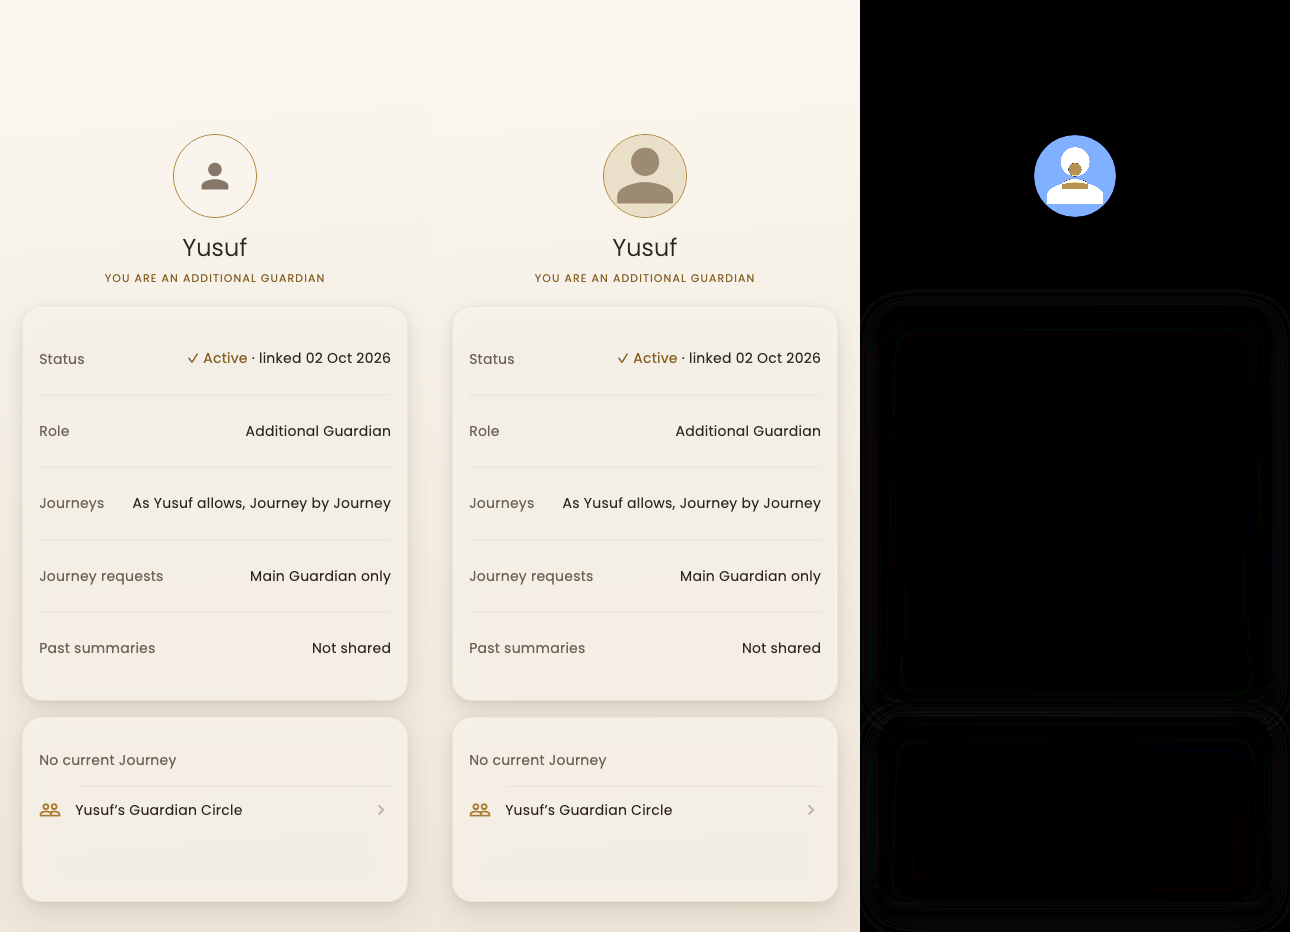 Yusuf
YOU ARE AN ADDITIONAL GUARDIAN
Status ✓ Active · linked 02 Oct 2026
Role Additional Guardian
Journeys As Yusuf allows, Journey by Journey
Journey requests Main Guardian only
Past summaries Not shared
No current Journey
Yusuf’s Guardian Circle
Yusuf
YOU ARE AN ADDITIONAL GUARDIAN
Status ✓ Active · linked 02 Oct 2026
Role Additional Guardian
Journeys As Yusuf allows, Journey by Journey
Journey requests Main Guardian only
Past summaries Not shared
No current Journey
Yusuf’s Guardian Circle